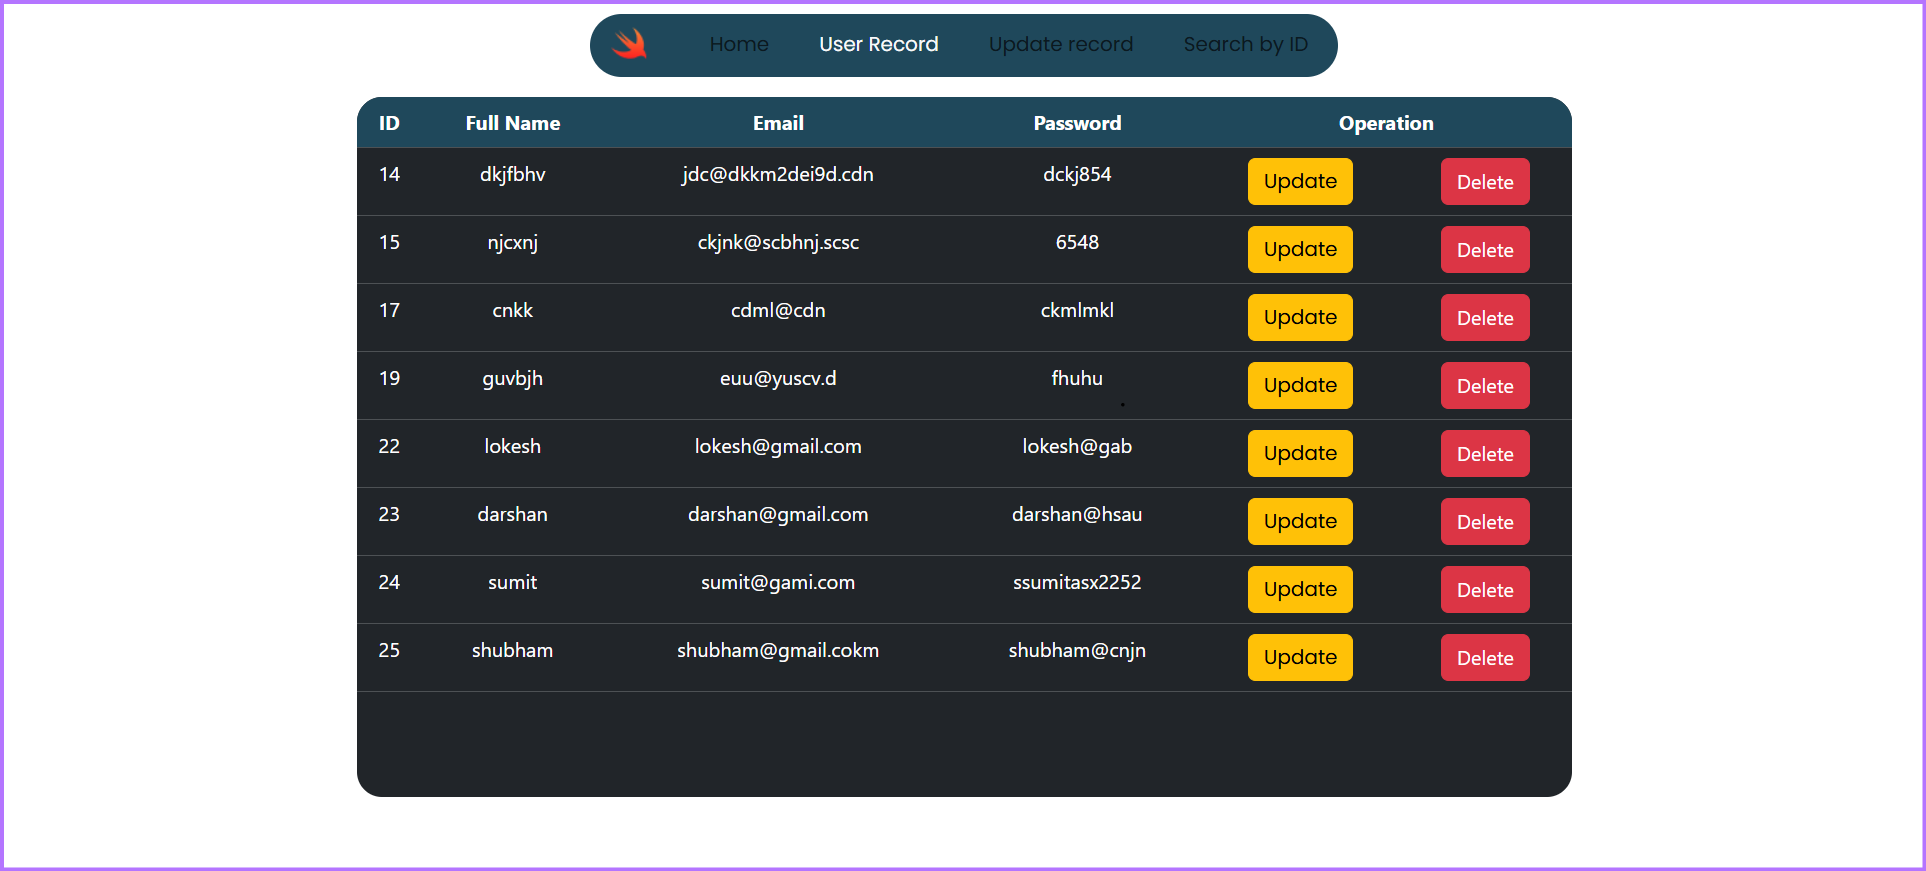 Home User Record Update record Search by ID
ID Full Name Email Password Operation
14 dkjfbhv jdc@dkkm2dei9d.cdn dckj854 Update Delete
15 njcxnj ckjnk@scbhnj.scsc 6548 Update Delete
17 cnkk cdml@cdn ckmlmkl Update Delete
19 guvbjh euu@yuscv.d fhuhu Update Delete
22 lokesh lokesh@gmail.com lokesh@gab Update Delete
23 darshan darshan@gmail.com darshan@hsau Update Delete
24 sumit sumit@gami.com ssumitasx2252 Update Delete
25 shubham shubham@gmail.cokm shubham@cnjn Update Delete